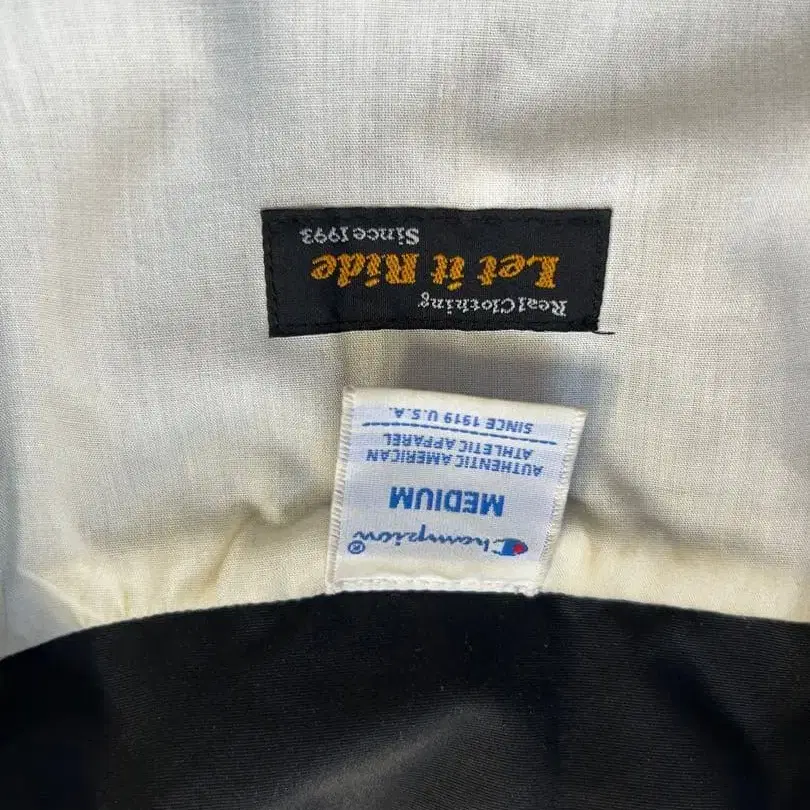 Champion®
MEDIUM
AUTHENTIC AMERICAN
ATHLETIC APPAREL
SINCE 1919 U.S.A.
Real Clothing
Let it Ride
Since 1993